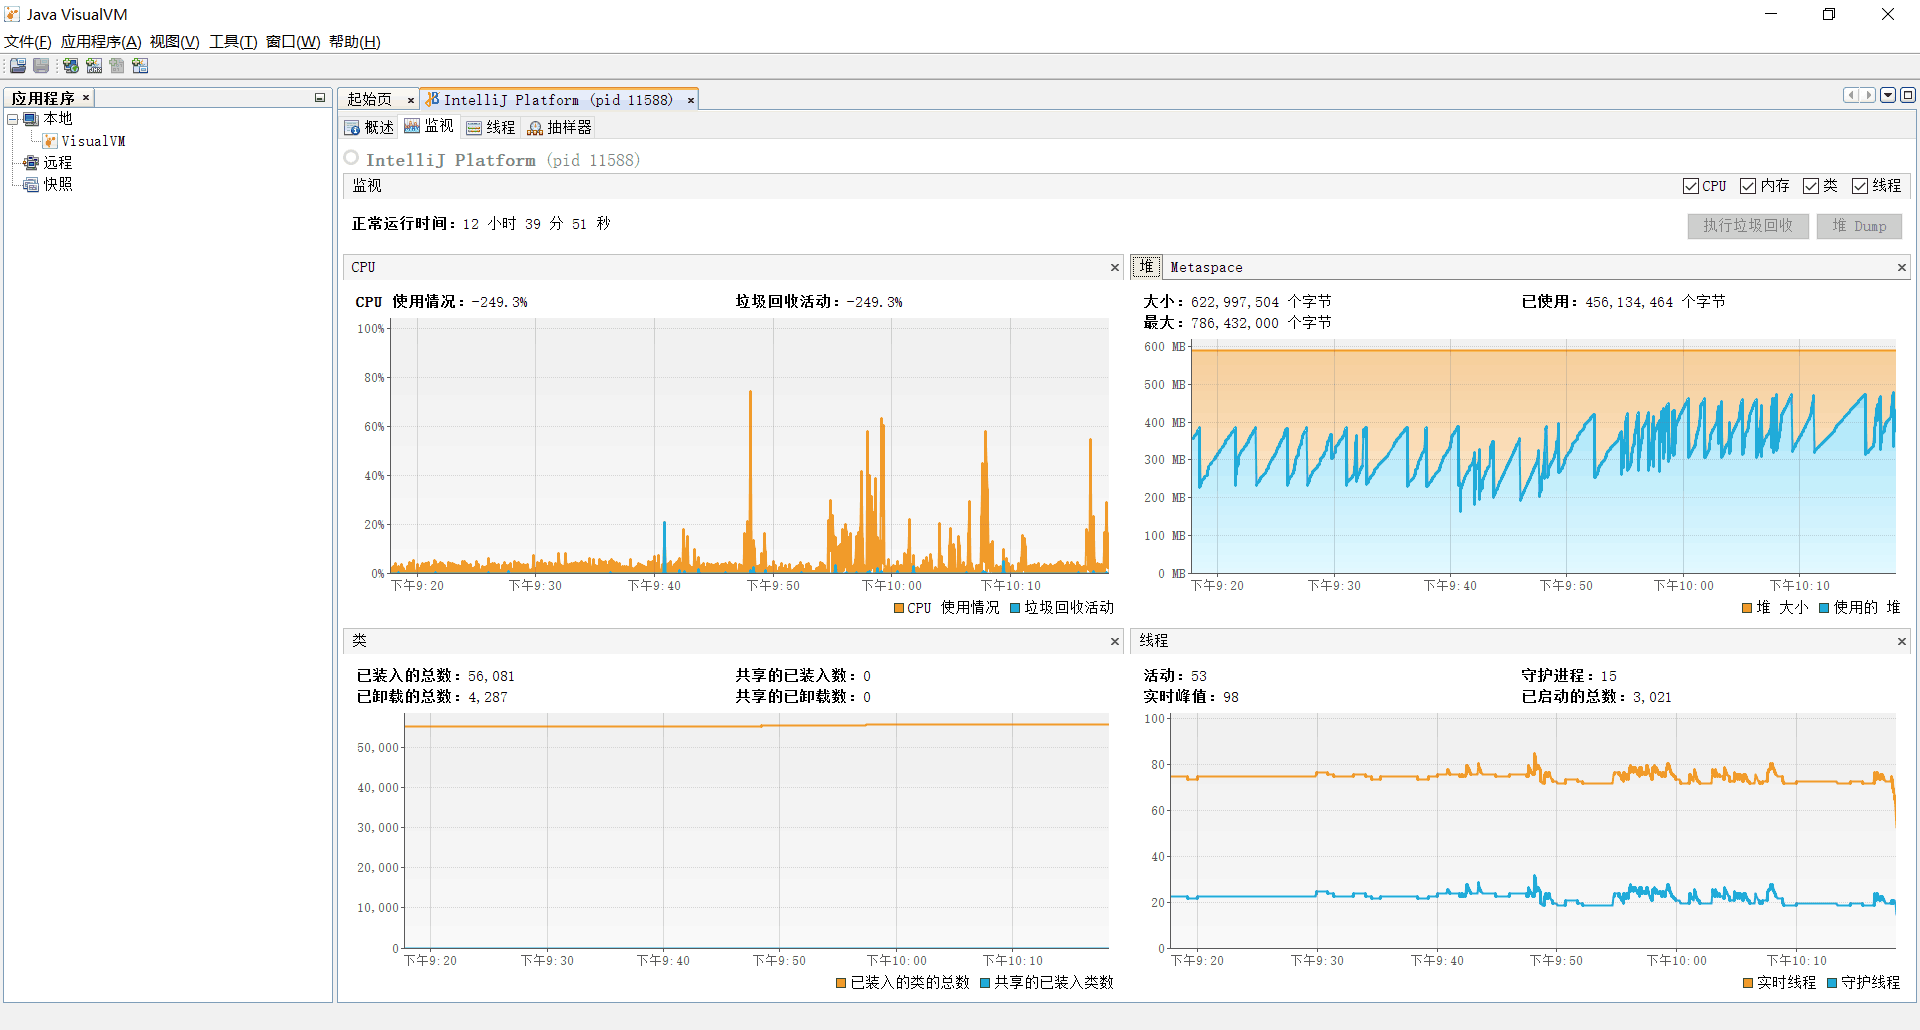 Java VisualVM
文件(F) 应用程序(A) 视图(V) 工具(T) 窗口(W) 帮助(H)
应用程序
本地
VisualVM
远程
快照
起始页 IntelliJ Platform (pid 11588)
概述 监视 线程 抽样器
IntelliJ Platform (pid 11588)
监视 CPU 内存 类 线程
正常运行时间：12 小时 39 分 51 秒
执行垃圾回收 堆 Dump
CPU
CPU 使用情况：-249.3% 垃圾回收活动：-249.3%
100%
80%
60%
40%
20%
0%
下午9:20 下午9:30 下午9:40 下午9:50 下午10:00 下午10:10
CPU 使用情况 垃圾回收活动
堆 Metaspace
大小：622,997,504 个字节 已使用：456,134,464 个字节
最大：786,432,000 个字节
600 MB
500 MB
400 MB
300 MB
200 MB
100 MB
0 MB
下午9:20 下午9:30 下午9:40 下午9:50 下午10:00 下午10:10
堆 大小 使用的 堆
类
已装入的总数：56,081 共享的已装入数：0
已卸载的总数：4,287 共享的已卸载数：0
50,000
40,000
30,000
20,000
10,000
0
下午9:20 下午9:30 下午9:40 下午9:50 下午10:00 下午10:10
已装入的类的总数 共享的已装入类数
线程
活动：53 守护进程：15
实时峰值：98 已启动的总数：3,021
100
80
60
40
20
0
下午9:20 下午9:30 下午9:40 下午9:50 下午10:00 下午10:10
实时线程 守护线程